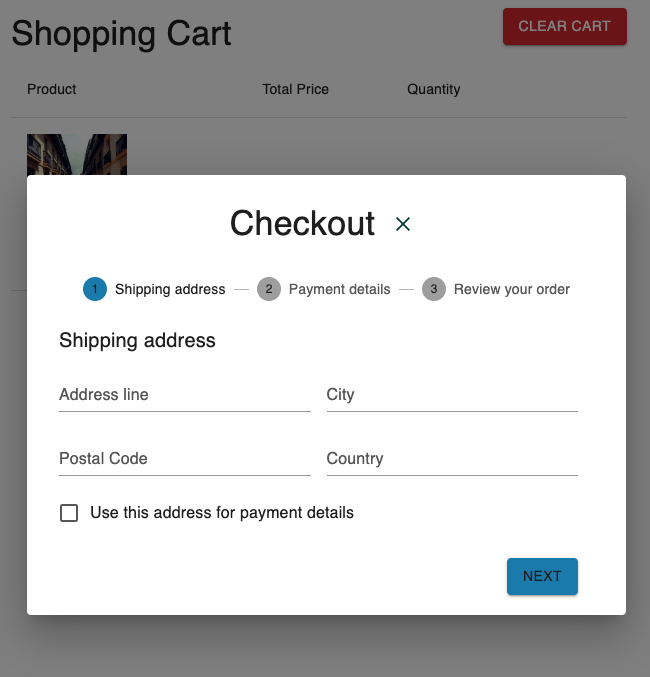 Shopping Cart
CLEAR CART
Product Total Price Quantity
Checkout
1 Shipping address 2 Payment details 3 Review your order
Shipping address
Address line City
Postal Code Country
Use this address for payment details
NEXT